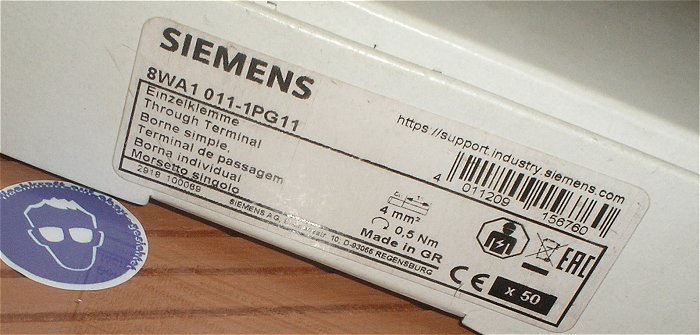 SIEMENS
8WA1 011-1PG11
Einzelklemme
Through Terminal
Borne simple,
Terminal de passagem
Borna individual
Morsetto singolo
2918 100069
https://support.industry.siemens.com
4 011209 156760
4 mm²
0,5 Nm
Made in GR
SIEMENS AG, 10, D-93055 REGENSBURG
CE
EAC
x 50